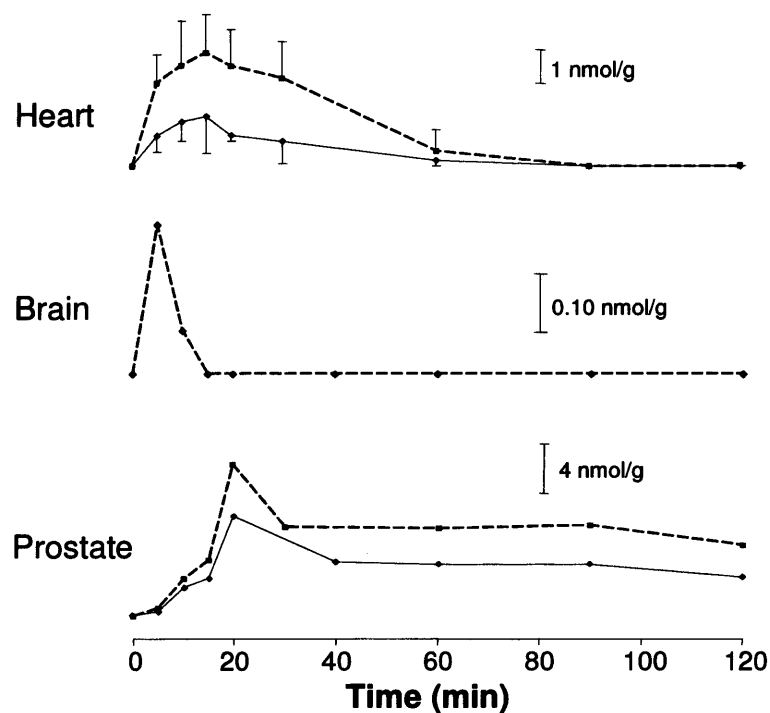 1 nmol/g
Heart
Brain
0.10 nmol/g
4 nmol/g
Prostate
0 20 40 60 80 100 120
Time (min)